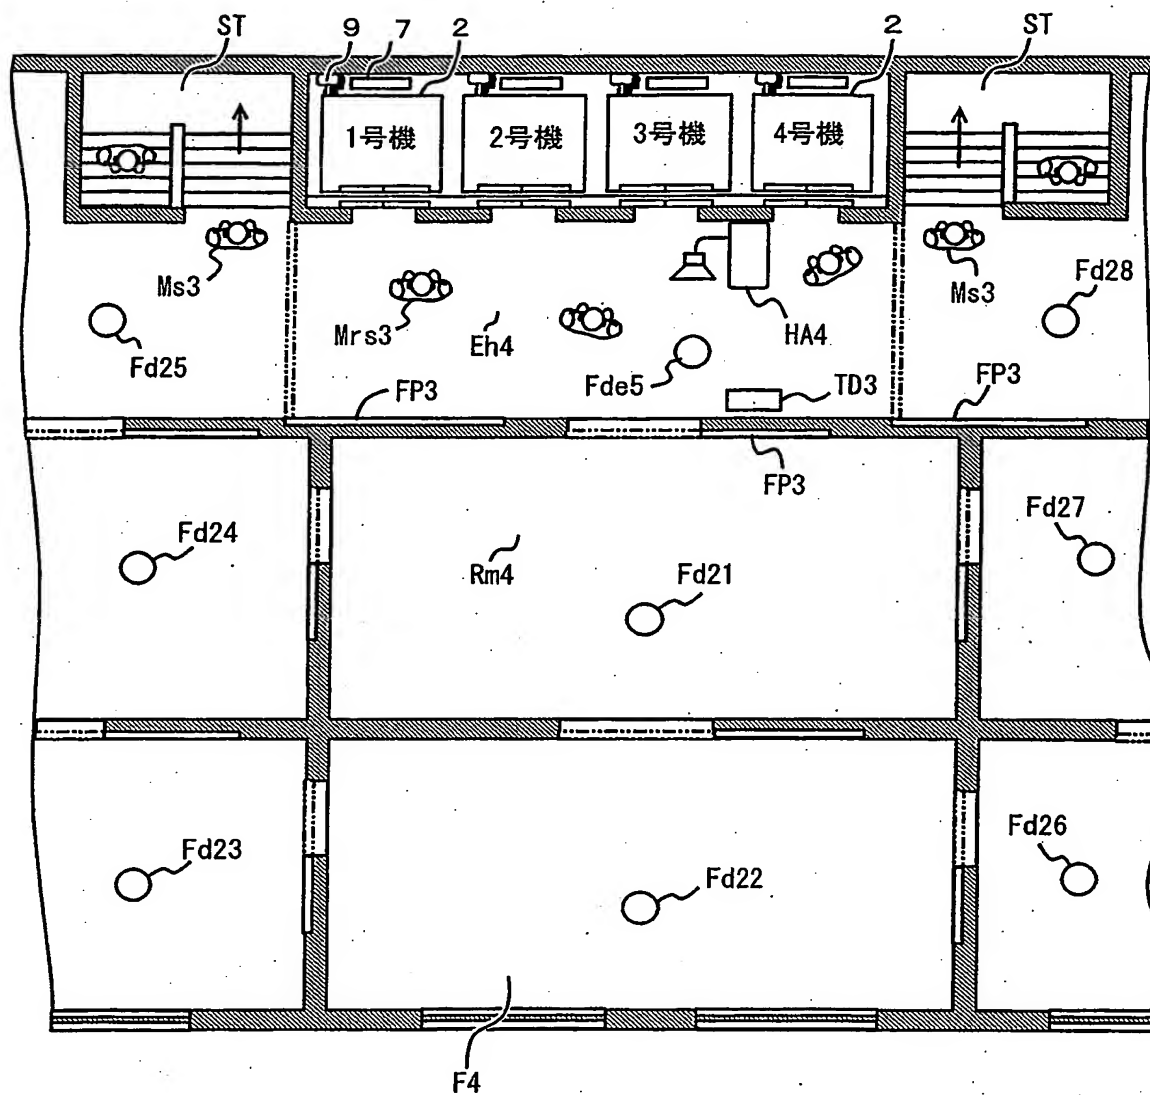 ST 9 7 2 2 ST
1号機 2号機 3号機 4号機
Ms3 Ms3 Fd28
Mrs3 Eh4 HA4
Fd25 Fde5 TD3
FP3 FP3
FP3
Fd24 Fd27
Rm4 Fd21
Fd23 Fd22 Fd26
F4